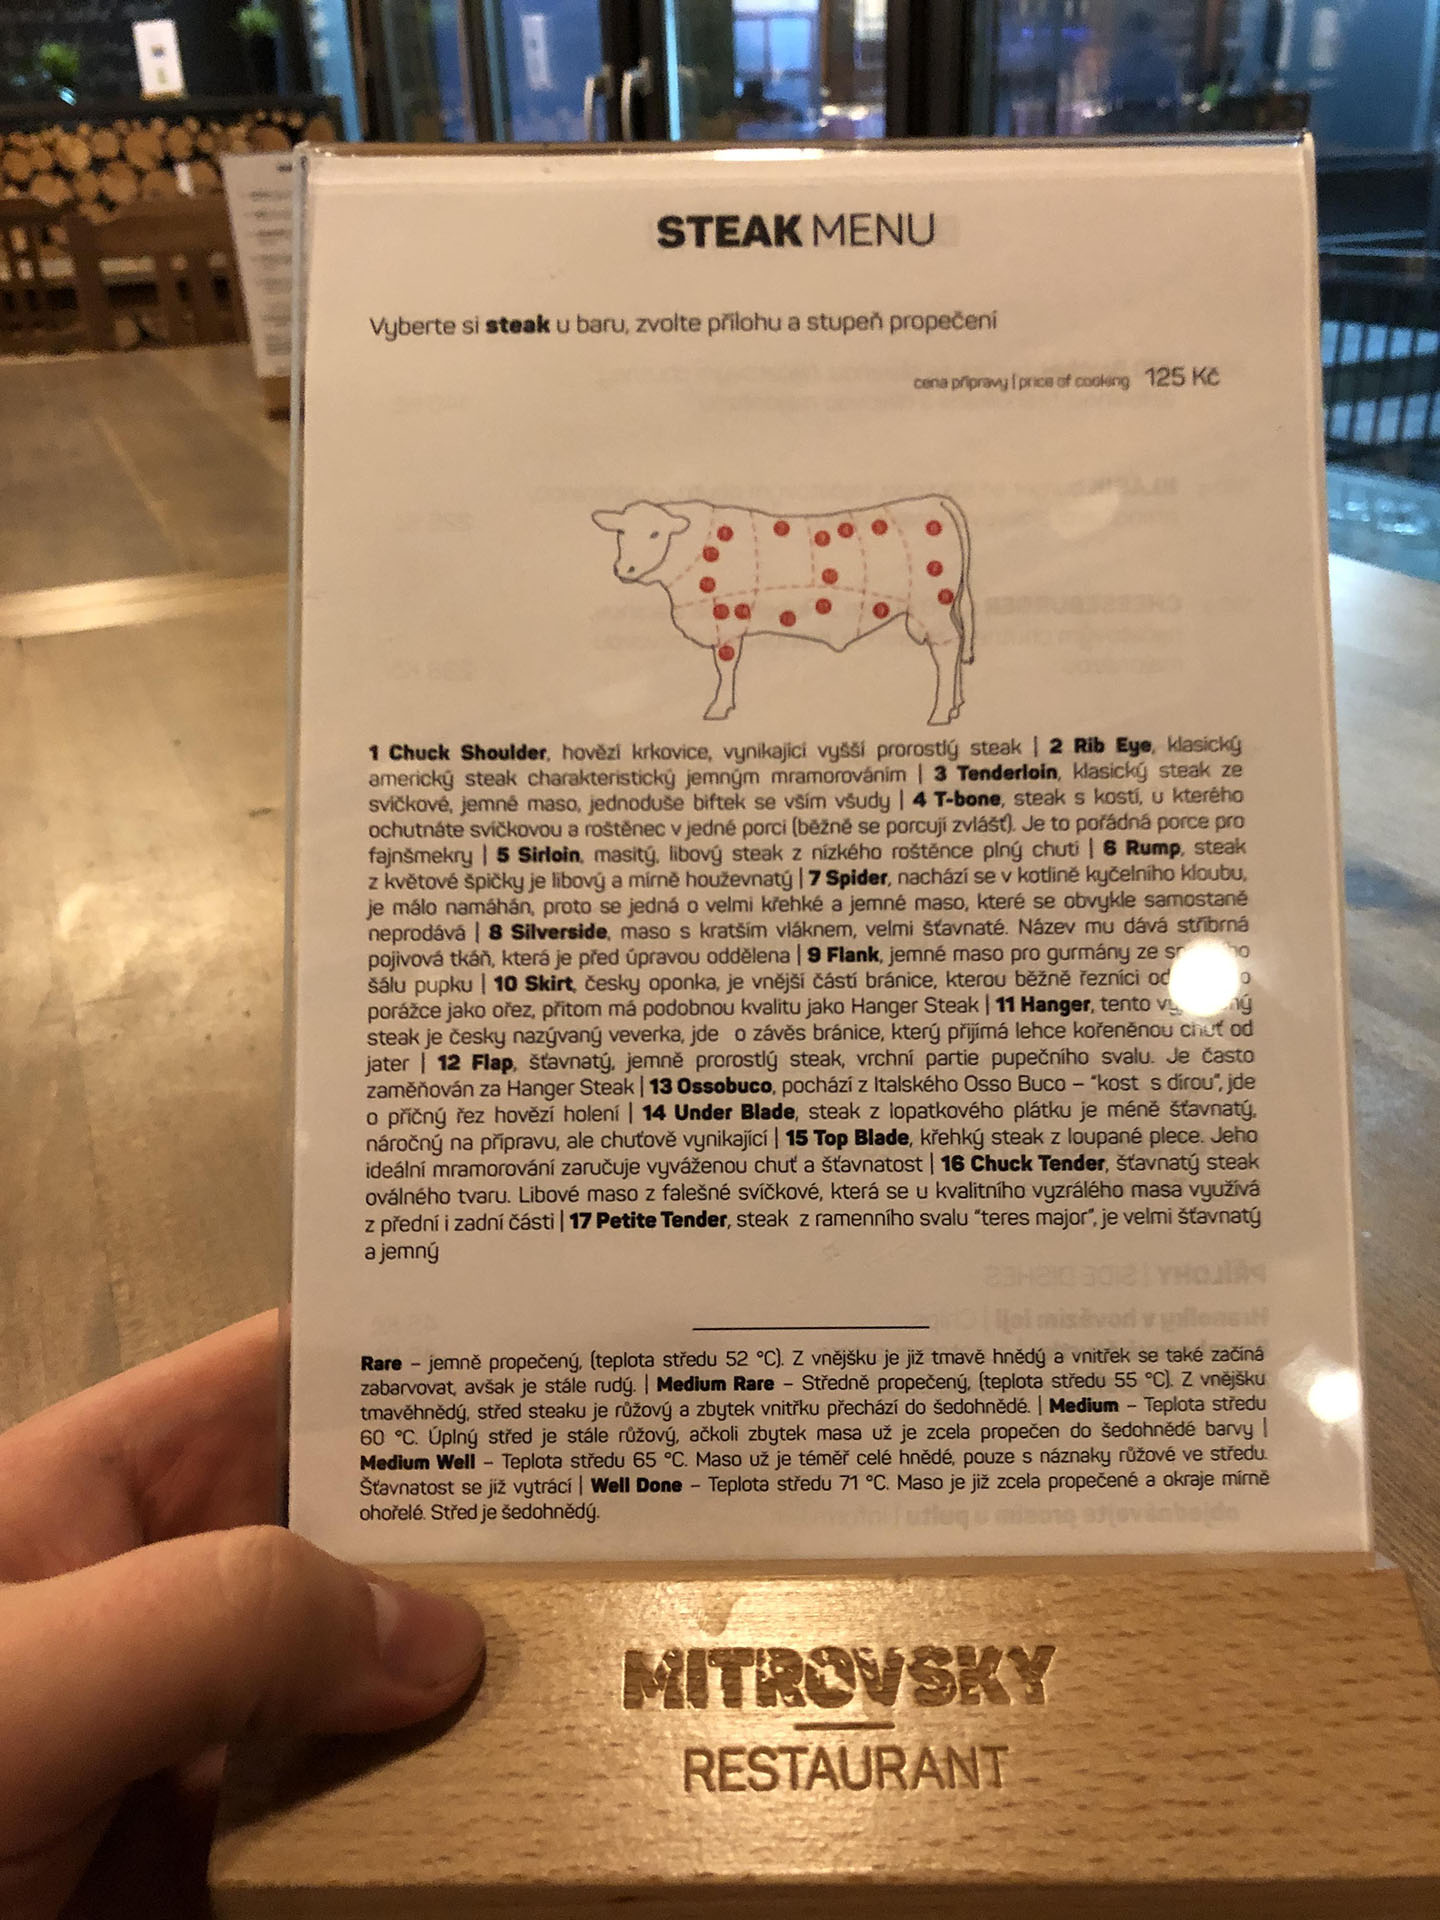 STEAK MENU
Vyberte si steak u baru, zvolte přílohu a stupeň propečení
cena přípravy | price of cooking 125 Kč
1 Chuck Shoulder, hovězí krkovice, vynikající vyšší prorostlý steak | 2 Rib Eye, klasický
americký steak charakteristický jemným mramorováním | 3 Tenderloin, klasický steak ze
svíčkové, jemné maso, jednoduše biftek se vším všudy | 4 T-bone, steak s kostí, u kterého
ochutnáte svíčkovou a roštěnec v jedné porci (běžně se porcují zvlášť). Je to pořádná porce pro
fajnšmekry | 5 Sirloin, masitý, libový steak z nízkého roštěnce plný chuti | 6 Rump, steak
z květové špičky je libový a mírně houževnatý | 7 Spider, nachází se v kotlině kyčelního kloubu,
je málo namáhán, proto se jedná o velmi křehké a jemné maso, které se obvykle samostaně
neprodává | 8 Silverside, maso s kratším vláknem, velmi šťavnaté. Název mu dává stříbrná
pojivová tkáň, která je před úpravou oddělena | 9 Flank, jemné maso pro gurmány ze
šálu pupku | 10 Skirt, česky oponka, je vnější částí bránice, kterou běžně řezníci
porážce jako ořez, přitom má podobnou kvalitu jako Hanger Steak | 11 Hanger, tento
steak je česky nazývaný veverka, jde o závěs bránice, který přijímá lehce kořeněnou chuť od
jater | 12 Flap, šťavnatý, jemně prorostlý steak, vrchní partie pupečního svalu. Je často
zaměňován za Hanger Steak | 13 Ossobuco, pochází z Italského Osso Buco – "kost s dírou", jde
o příčný řez hovězí holení | 14 Under Blade, steak z lopatkového plátku je méně šťavnatý,
náročný na přípravu, ale chuťově vynikající | 15 Top Blade, křehký steak z loupané plece. Jeho
ideální mramorování zaručuje vyváženou chuť a šťavnatost | 16 Chuck Tender, šťavnatý steak
oválného tvaru. Libové maso z falešné svíčkové, která se u kvalitního vyzrálého masa využívá
z přední i zadní části | 17 Petite Tender, steak z ramenního svalu "teres major", je velmi šťavnatý
a jemný
Rare – jemně propečený, (teplota středu 52 °C). Z vnějšku je již tmavě hnědý a vnitřek se také začíná
zabarvovat, avšak je stále rudý. | Medium Rare – Středně propečený, (teplota středu 55 °C). Z vnějšku
tmavěhnědý, střed steaku je růžový a zbytek vnitřku přechází do šedohnědé. | Medium – Teplota středu
60 °C. Úplný střed je stále růžový, ačkoli zbytek masa už je zcela propečen do šedohnědé barvy |
Medium Well – Teplota středu 65 °C. Maso už je téměř celé hnědé, pouze s náznaky růžové ve středu.
Šťavnatost se již vytrácí | Well Done – Teplota středu 71 °C. Maso je již zcela propečené a okraje mírně
ohořelé. Střed je šedohnědý.
MITROVSKY
RESTAURANT